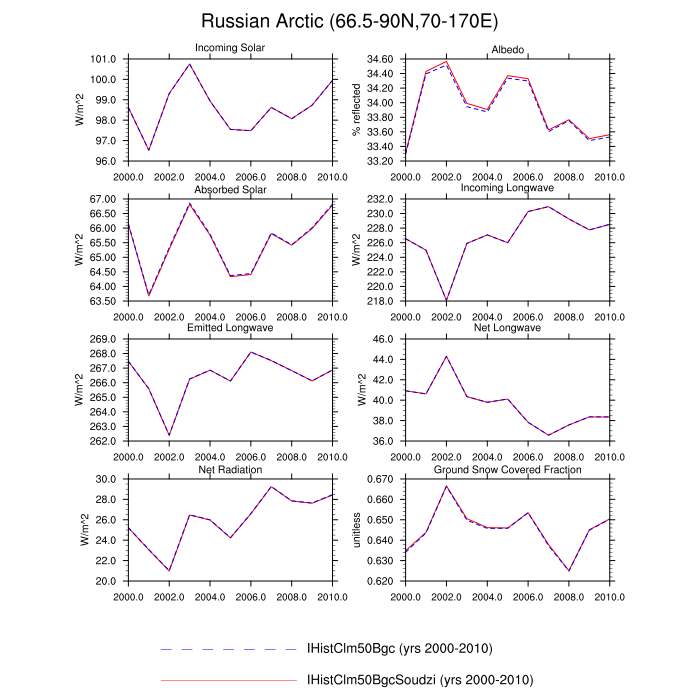 Russian Arctic (66.5-90N,70-170E)
Incoming Solar
W/m^2
101.0
100.0
99.0
98.0
97.0
96.0
2000.0 2002.0 2004.0 2006.0 2008.0 2010.0
Albedo
% reflected
34.60
34.40
34.20
34.00
33.80
33.60
33.40
33.20
2000.0 2002.0 2004.0 2006.0 2008.0 2010.0
Absorbed Solar
W/m^2
67.00
66.50
66.00
65.50
65.00
64.50
64.00
63.50
2000.0 2002.0 2004.0 2006.0 2008.0 2010.0
Incoming Longwave
W/m^2
232.0
230.0
228.0
226.0
224.0
222.0
220.0
218.0
2000.0 2002.0 2004.0 2006.0 2008.0 2010.0
Emitted Longwave
W/m^2
269.0
268.0
267.0
266.0
265.0
264.0
263.0
262.0
2000.0 2002.0 2004.0 2006.0 2008.0 2010.0
Net Longwave
W/m^2
46.0
44.0
42.0
40.0
38.0
36.0
2000.0 2002.0 2004.0 2006.0 2008.0 2010.0
Net Radiation
W/m^2
30.0
28.0
26.0
24.0
22.0
20.0
2000.0 2002.0 2004.0 2006.0 2008.0 2010.0
Ground Snow Covered Fraction
unitless
0.670
0.660
0.650
0.640
0.630
0.620
2000.0 2002.0 2004.0 2006.0 2008.0 2010.0
IHistClm50Bgc (yrs 2000-2010)
IHistClm50BgcSoudzi (yrs 2000-2010)